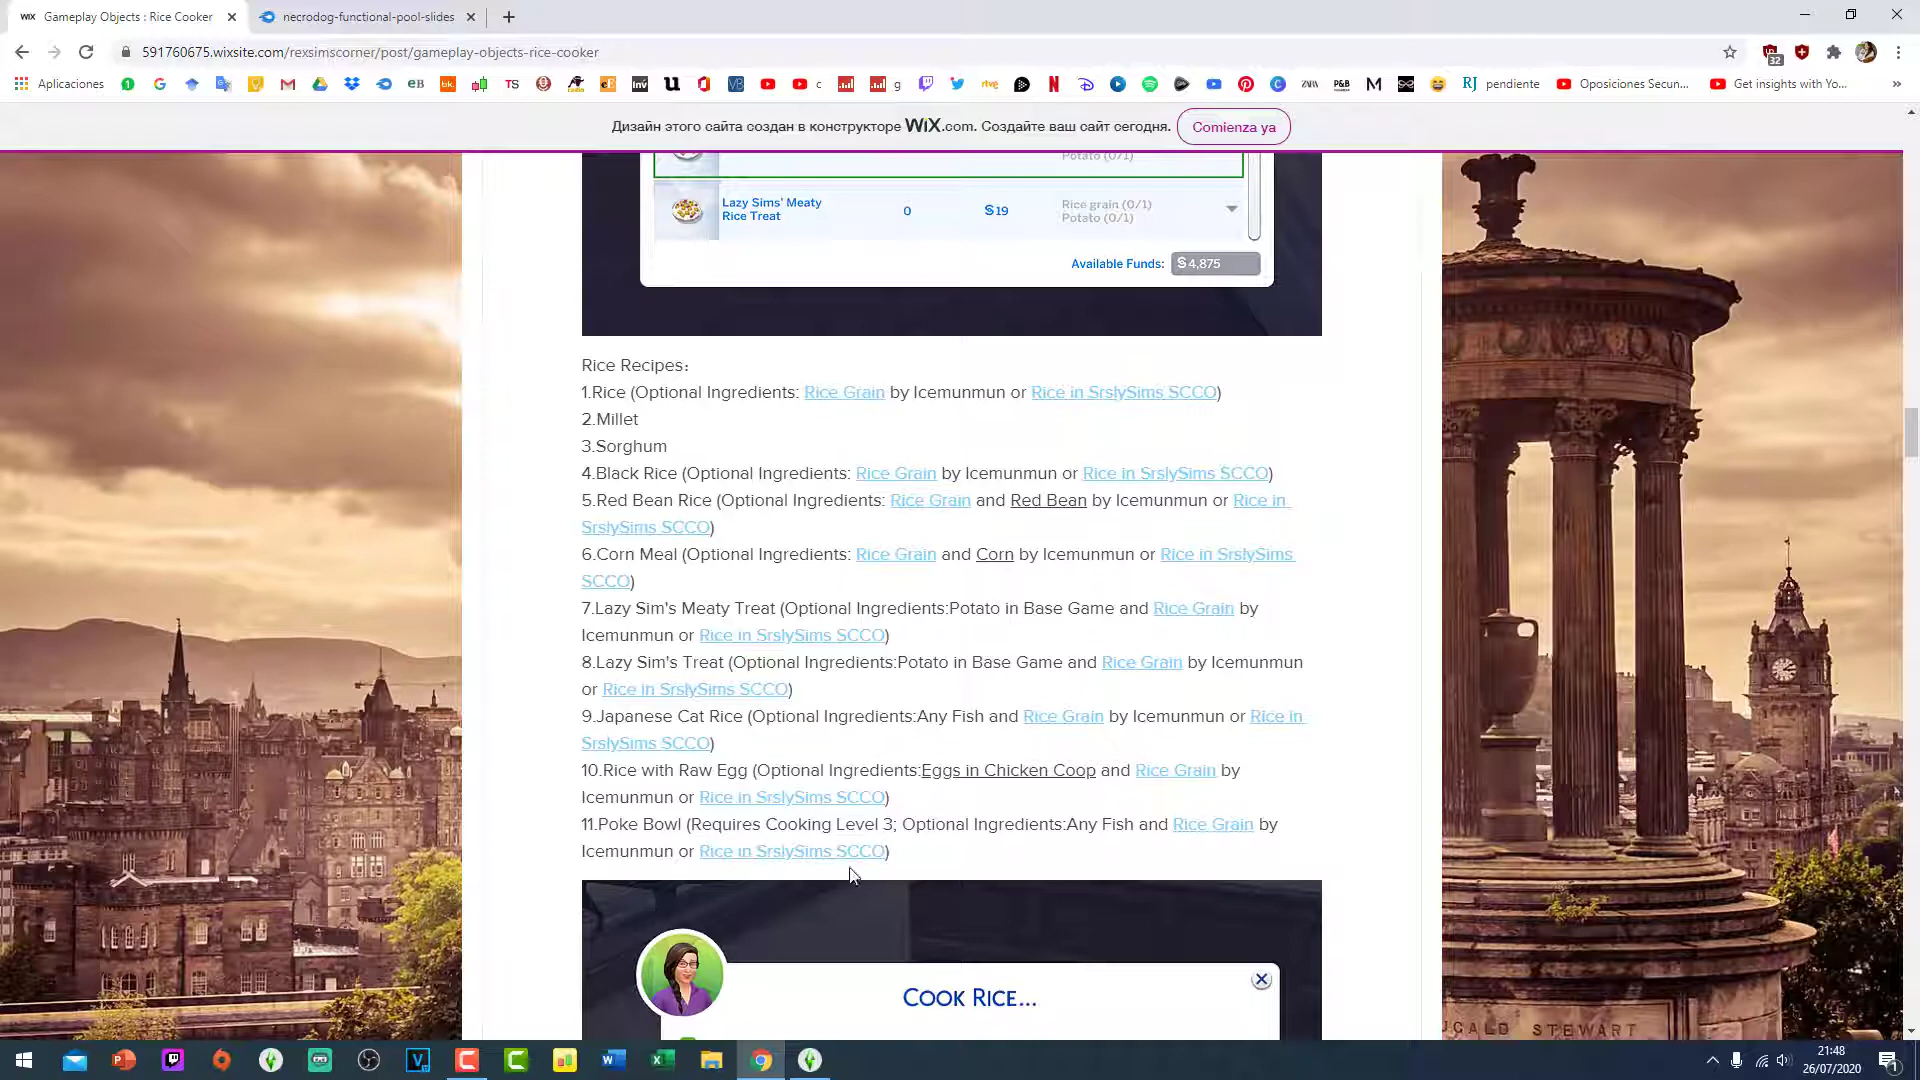 WiX Gameplay Objects : Rice Cooker
necrodog-functional-pool-slides
591760675.wixsite.com/rexsimscorner/post/gameplay-objects-rice-cooker
32
Aplicaciones
c
g
pendiente
Oposiciones Secun...
Get insights with Yo...
Дизайн этого сайта создан в конструкторе WiX.com. Создайте ваш сайт сегодня.
Comienza ya
Potato (0/1)
Lazy Sims' Meaty
Rice Treat
0
§19
Rice grain (0/1)
Potato (0/1)
Available Funds:
§4,875
Rice Recipes:
1.Rice (Optional Ingredients: Rice Grain by Icemunmun or Rice in SrslySims SCCO)
2.Millet
3.Sorghum
4.Black Rice (Optional Ingredients: Rice Grain by Icemunmun or Rice in SrslySims SCCO)
5.Red Bean Rice (Optional Ingredients: Rice Grain and Red Bean by Icemunmun or Rice in
SrslySims SCCO)
6.Corn Meal (Optional Ingredients: Rice Grain and Corn by Icemunmun or Rice in SrslySims
SCCO)
7.Lazy Sim's Meaty Treat (Optional Ingredients:Potato in Base Game and Rice Grain by
Icemunmun or Rice in SrslySims SCCO)
8.Lazy Sim's Treat (Optional Ingredients:Potato in Base Game and Rice Grain by Icemunmun
or Rice in SrslySims SCCO)
9.Japanese Cat Rice (Optional Ingredients:Any Fish and Rice Grain by Icemunmun or Rice in
SrslySims SCCO)
10.Rice with Raw Egg (Optional Ingredients:Eggs in Chicken Coop and Rice Grain by
Icemunmun or Rice in SrslySims SCCO)
11.Poke Bowl (Requires Cooking Level 3; Optional Ingredients:Any Fish and Rice Grain by
Icemunmun or Rice in SrslySims SCCO)
COOK RICE...
UGALD STEWART
21:48
26/07/2020
1